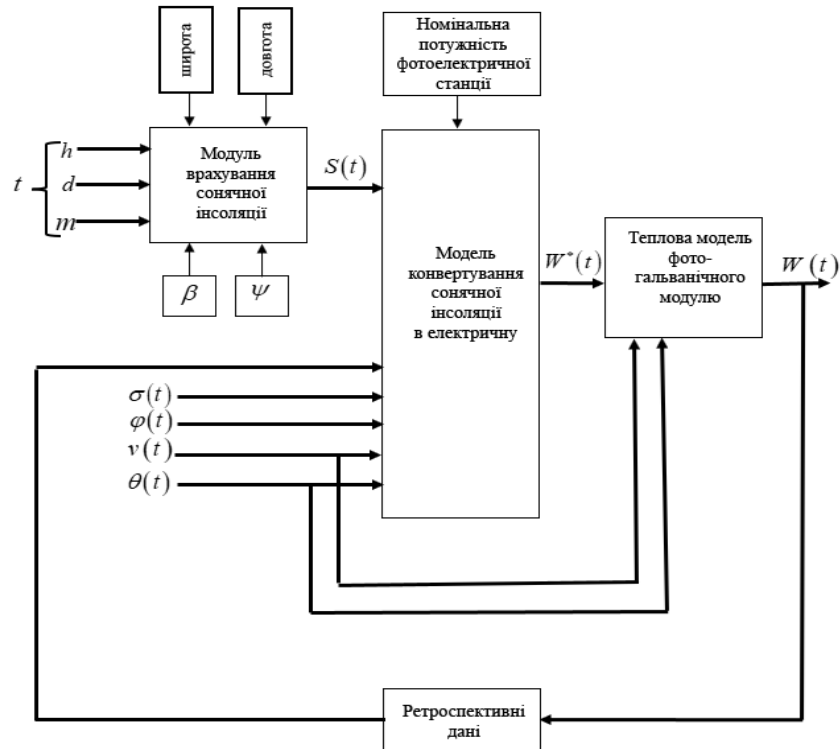 широта
довгота
Номінальна
потужність
фотоелектричної
станції
t
h
d
m
Модуль
врахування
сонячної
інсоляції
S(t)
β
ψ
Модель
конвертування
сонячної
інсоляції
в електричну
W*(t)
Теплова модель
фото-
гальванічного
модулю
W(t)
σ(t)
φ(t)
v(t)
θ(t)
Ретроспективні
дані